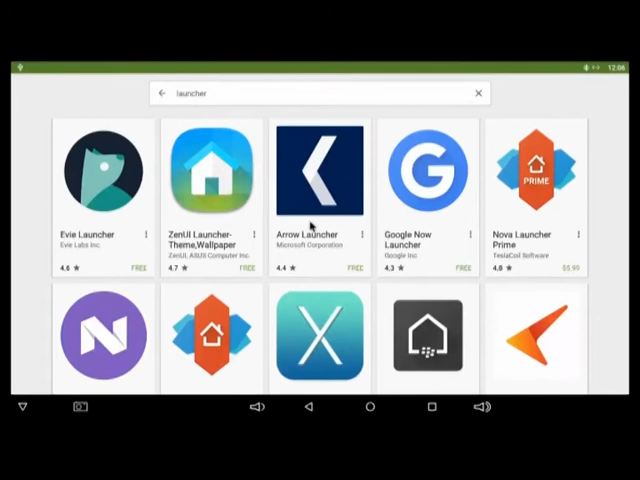 12:06
launcher
Evie Launcher
Evie Labs Inc.
4.6 ★ FREE
ZenUI Launcher-
Theme,Wallpaper
ZenUI, ASUS Computer Inc.
4.7 ★ FREE
Arrow Launcher
Microsoft Corporation
4.4 ★ FREE
Google Now
Launcher
Google Inc.
4.3 ★ FREE
PRIME
Nova Launcher
Prime
TeslaCoil Software
4.8 ★ $5.99